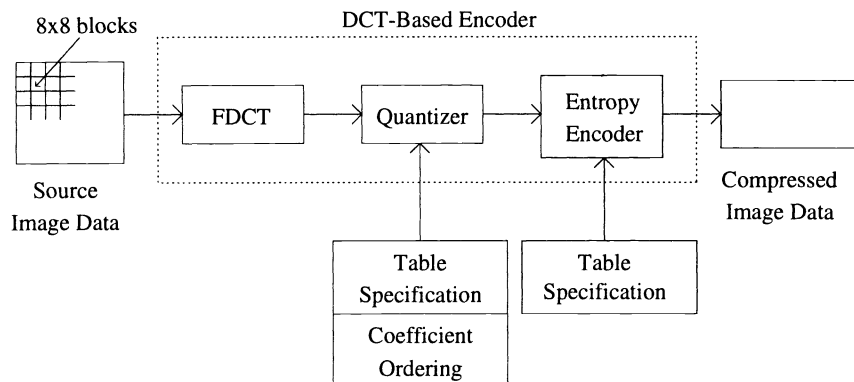 DCT-Based Encoder
8x8 blocks
FDCT
Quantizer
Entropy
Encoder
Source
Image Data
Compressed
Image Data
Table
Specification
Coefficient
Ordering
Table
Specification